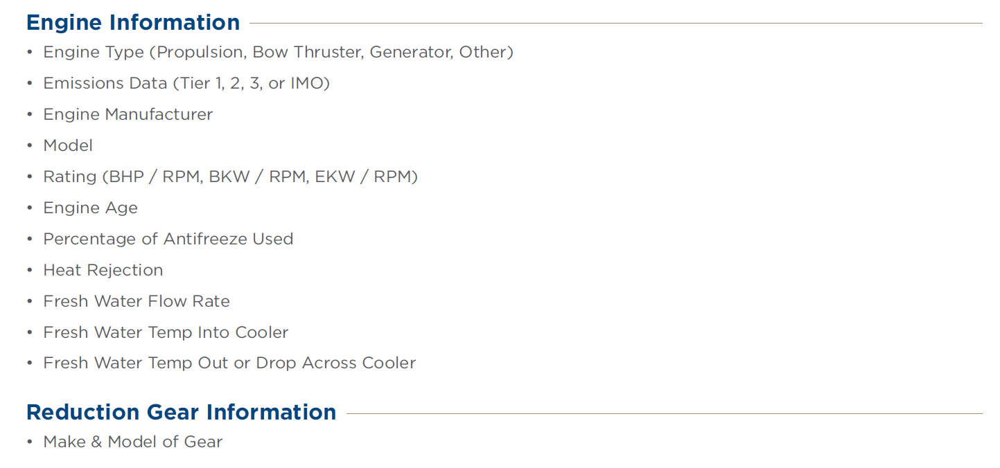 Engine Information
• Engine Type (Propulsion, Bow Thruster, Generator, Other)
• Emissions Data (Tier 1, 2, 3, or IMO)
• Engine Manufacturer
• Model
• Rating (BHP / RPM, BKW / RPM, EKW / RPM)
• Engine Age
• Percentage of Antifreeze Used
• Heat Rejection
• Fresh Water Flow Rate
• Fresh Water Temp Into Cooler
• Fresh Water Temp Out or Drop Across Cooler
Reduction Gear Information
• Make & Model of Gear